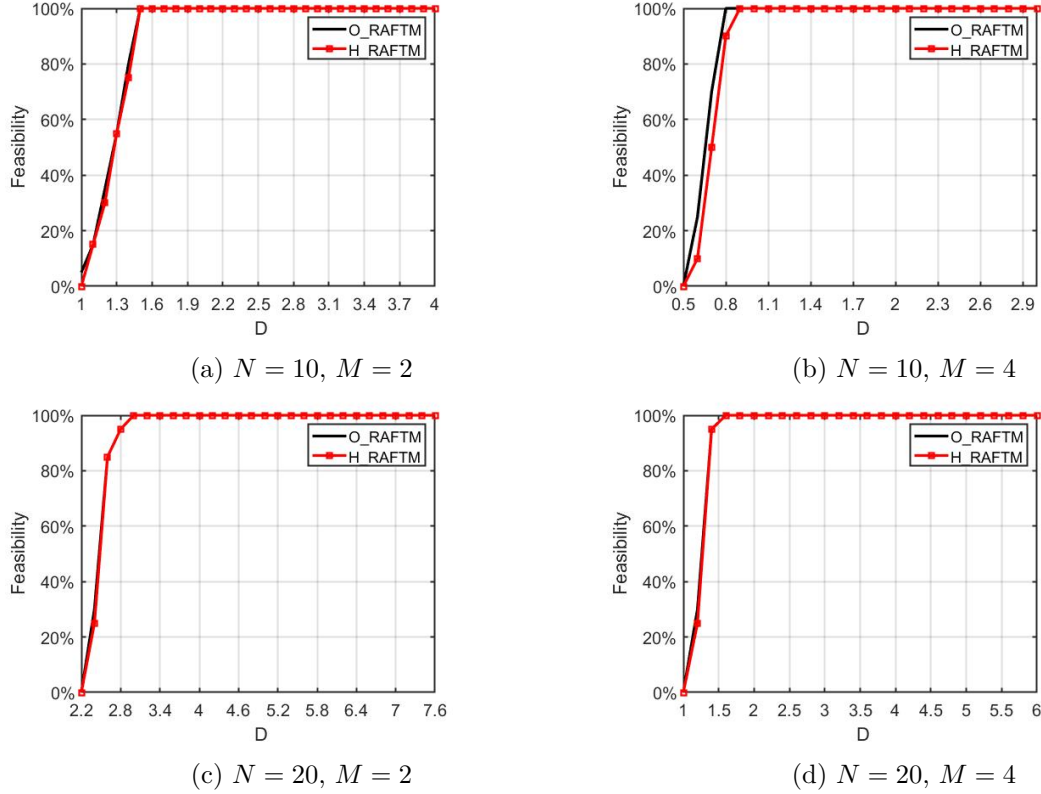 100%
80%
60%
40%
20%
0%
Feasibility
O_RAFTM
H_RAFTM
1 1.3 1.6 1.9 2.2 2.5 2.8 3.1 3.4 3.7 4
D
(a) N = 10, M = 2
100%
80%
60%
40%
20%
0%
Feasibility
O_RAFTM
H_RAFTM
0.5 0.8 1.1 1.4 1.7 2 2.3 2.6 2.9
D
(b) N = 10, M = 4
100%
80%
60%
40%
20%
0%
Feasibility
O_RAFTM
H_RAFTM
2.2 2.8 3.4 4 4.6 5.2 5.8 6.4 7 7.6
D
(c) N = 20, M = 2
100%
80%
60%
40%
20%
0%
Feasibility
O_RAFTM
H_RAFTM
1 1.5 2 2.5 3 3.5 4 4.5 5 5.5 6
D
(d) N = 20, M = 4